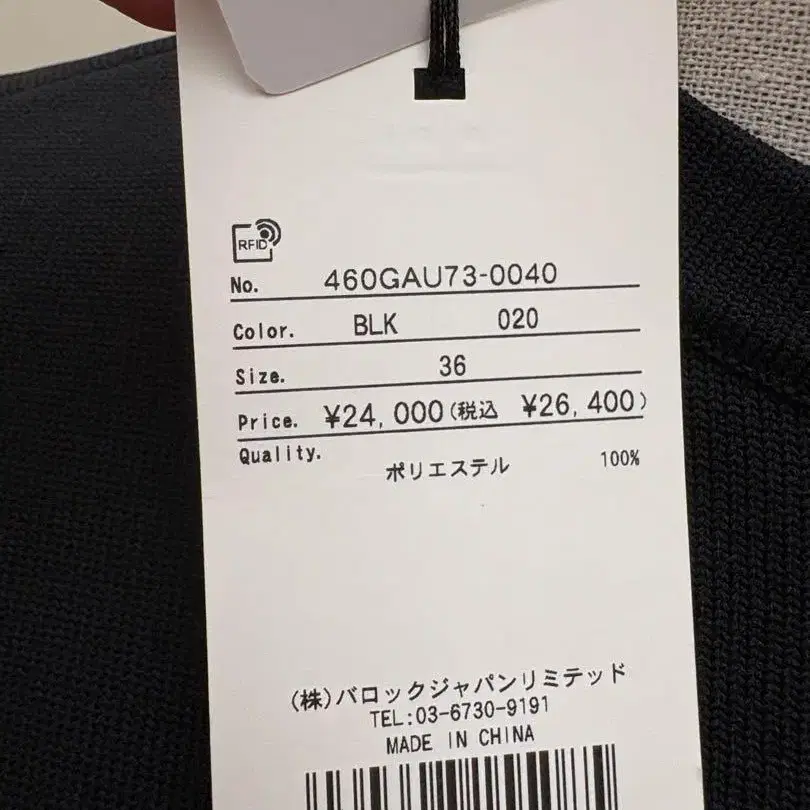 RFID
No. 460GAU73-0040
Color. BLK 020
Size. 36
Price. ¥24,000(税込 ¥26,400)
Quality.
ポリエステル 100%
(株)バロックジャパンリミテッド
TEL:03-6730-9191
MADE IN CHINA